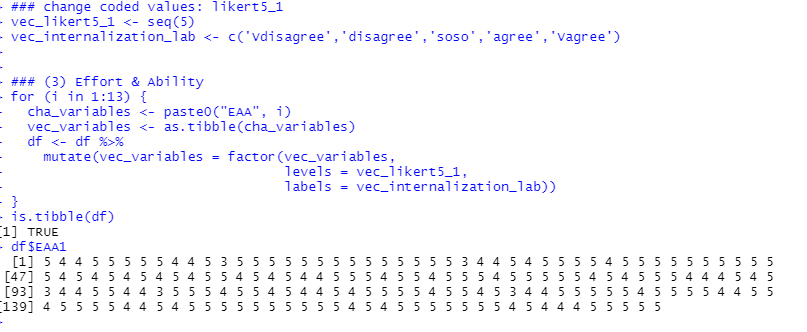 > ### change coded values: likert5_1
> vec_likert5_1 <- seq(5)
> vec_internalization_lab <- c('Vdisagree','disagree','soso','agree','Vagree')
>
>
> ### (3) Effort & Ability
> for (i in 1:13) {
+ cha_variables <- paste0("EAA", i)
+ vec_variables <- as.tibble(cha_variables)
+ df <- df %>%
+ mutate(vec_variables = factor(vec_variables,
+ levels = vec_likert5_1,
+ labels = vec_internalization_lab))
+ }
> is.tibble(df)
[1] TRUE
> df$EAA1
[1] 5 4 4 5 5 5 5 5 4 4 5 3 5 5 5 5 5 5 5 5 5 5 5 5 5 5 3 4 4 5 4 5 5 5 5 4 5 5 5 5 5 5 5 5 5 5
[47] 5 4 5 4 5 4 5 5 4 5 5 4 5 4 5 5 4 4 5 5 5 4 5 5 4 5 5 4 5 5 5 5 5 4 5 5 4 5 4 5 5 4 4 4 5 4 5
[93] 3 4 4 5 5 4 4 3 5 5 5 4 5 5 4 5 4 4 5 4 5 5 5 4 5 5 4 5 4 5 3 4 4 5 5 5 5 4 5 5 5 5 4 4 5 5
[139] 4 5 5 5 5 4 4 5 4 5 5 5 5 5 5 5 5 5 5 4 5 4 5 5 5 5 5 5 5 4 5 4 4 4 5 5 5 5 5